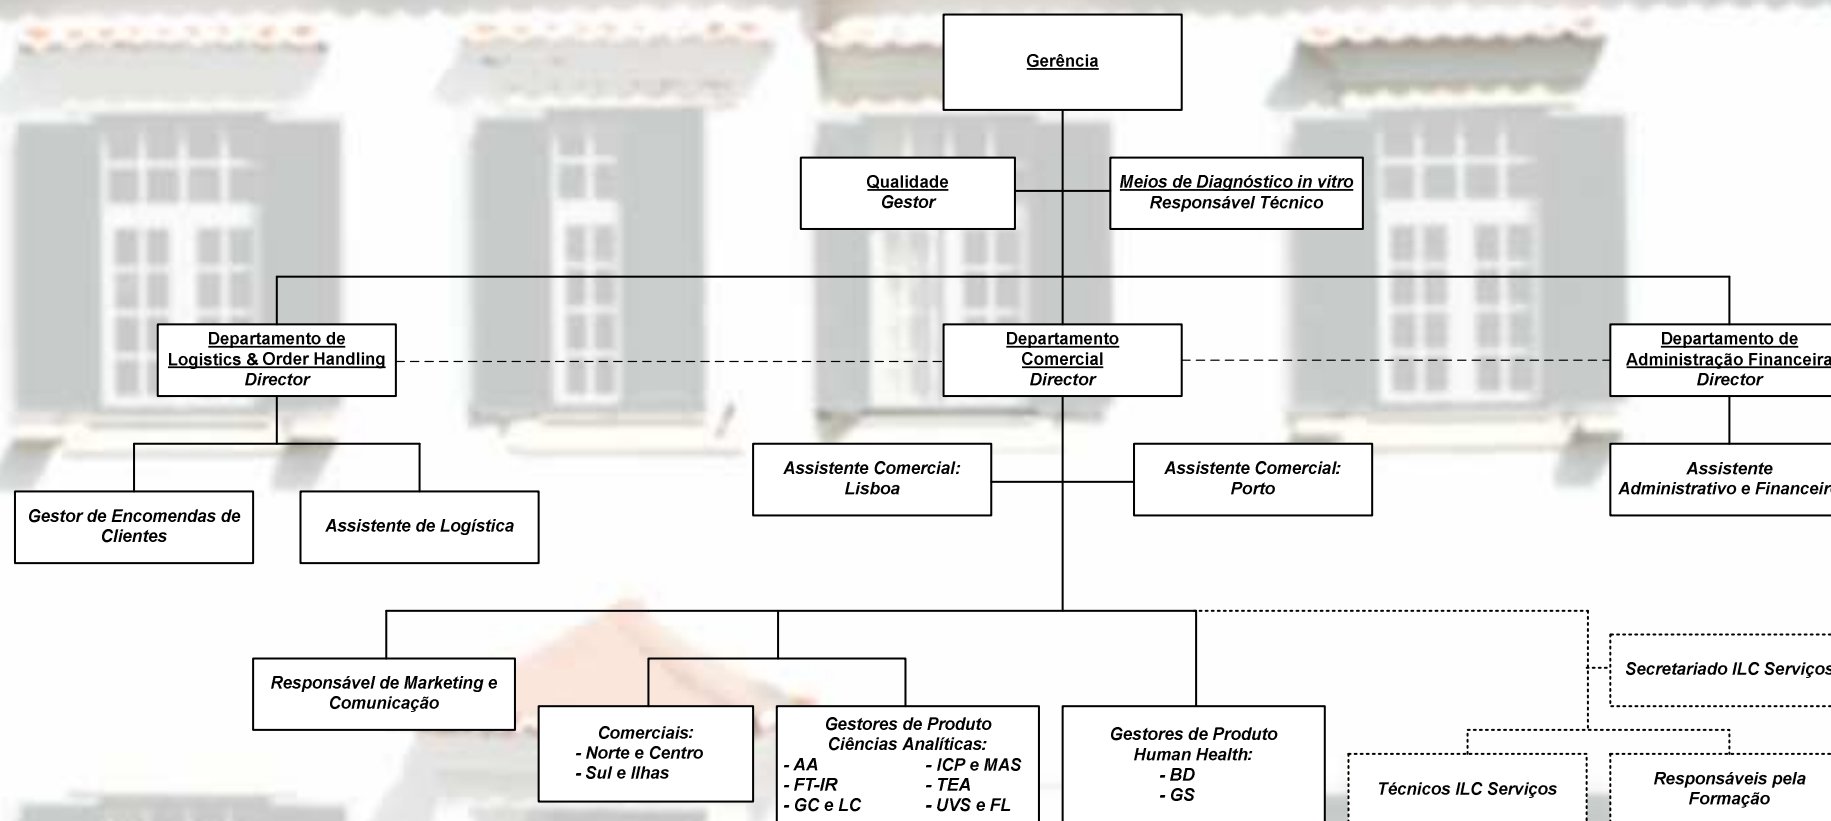 Gerência
Qualidade
Gestor
Meios de Diagnóstico in vitro
Responsável Técnico
Departamento de
Logistics & Order Handling
Director
Departamento
Comercial
Director
Departamento de
Administração Financeira
Director
Assistente Comercial:
Lisboa
Assistente Comercial:
Porto
Assistente
Administrativo e Financeiro
Gestor de Encomendas de
Clientes
Assistente de Logística
Responsável de Marketing e
Comunicação
Secretariado ILC Serviços
Comerciais:
- Norte e Centro
- Sul e Ilhas
Gestores de Produto
Ciências Analíticas:
- AA - ICP e MAS
- FT-IR - TEA
- GC e LC - UVS e FL
Gestores de Produto
Human Health:
- BD
- GS
Técnicos ILC Serviços
Responsáveis pela
Formação